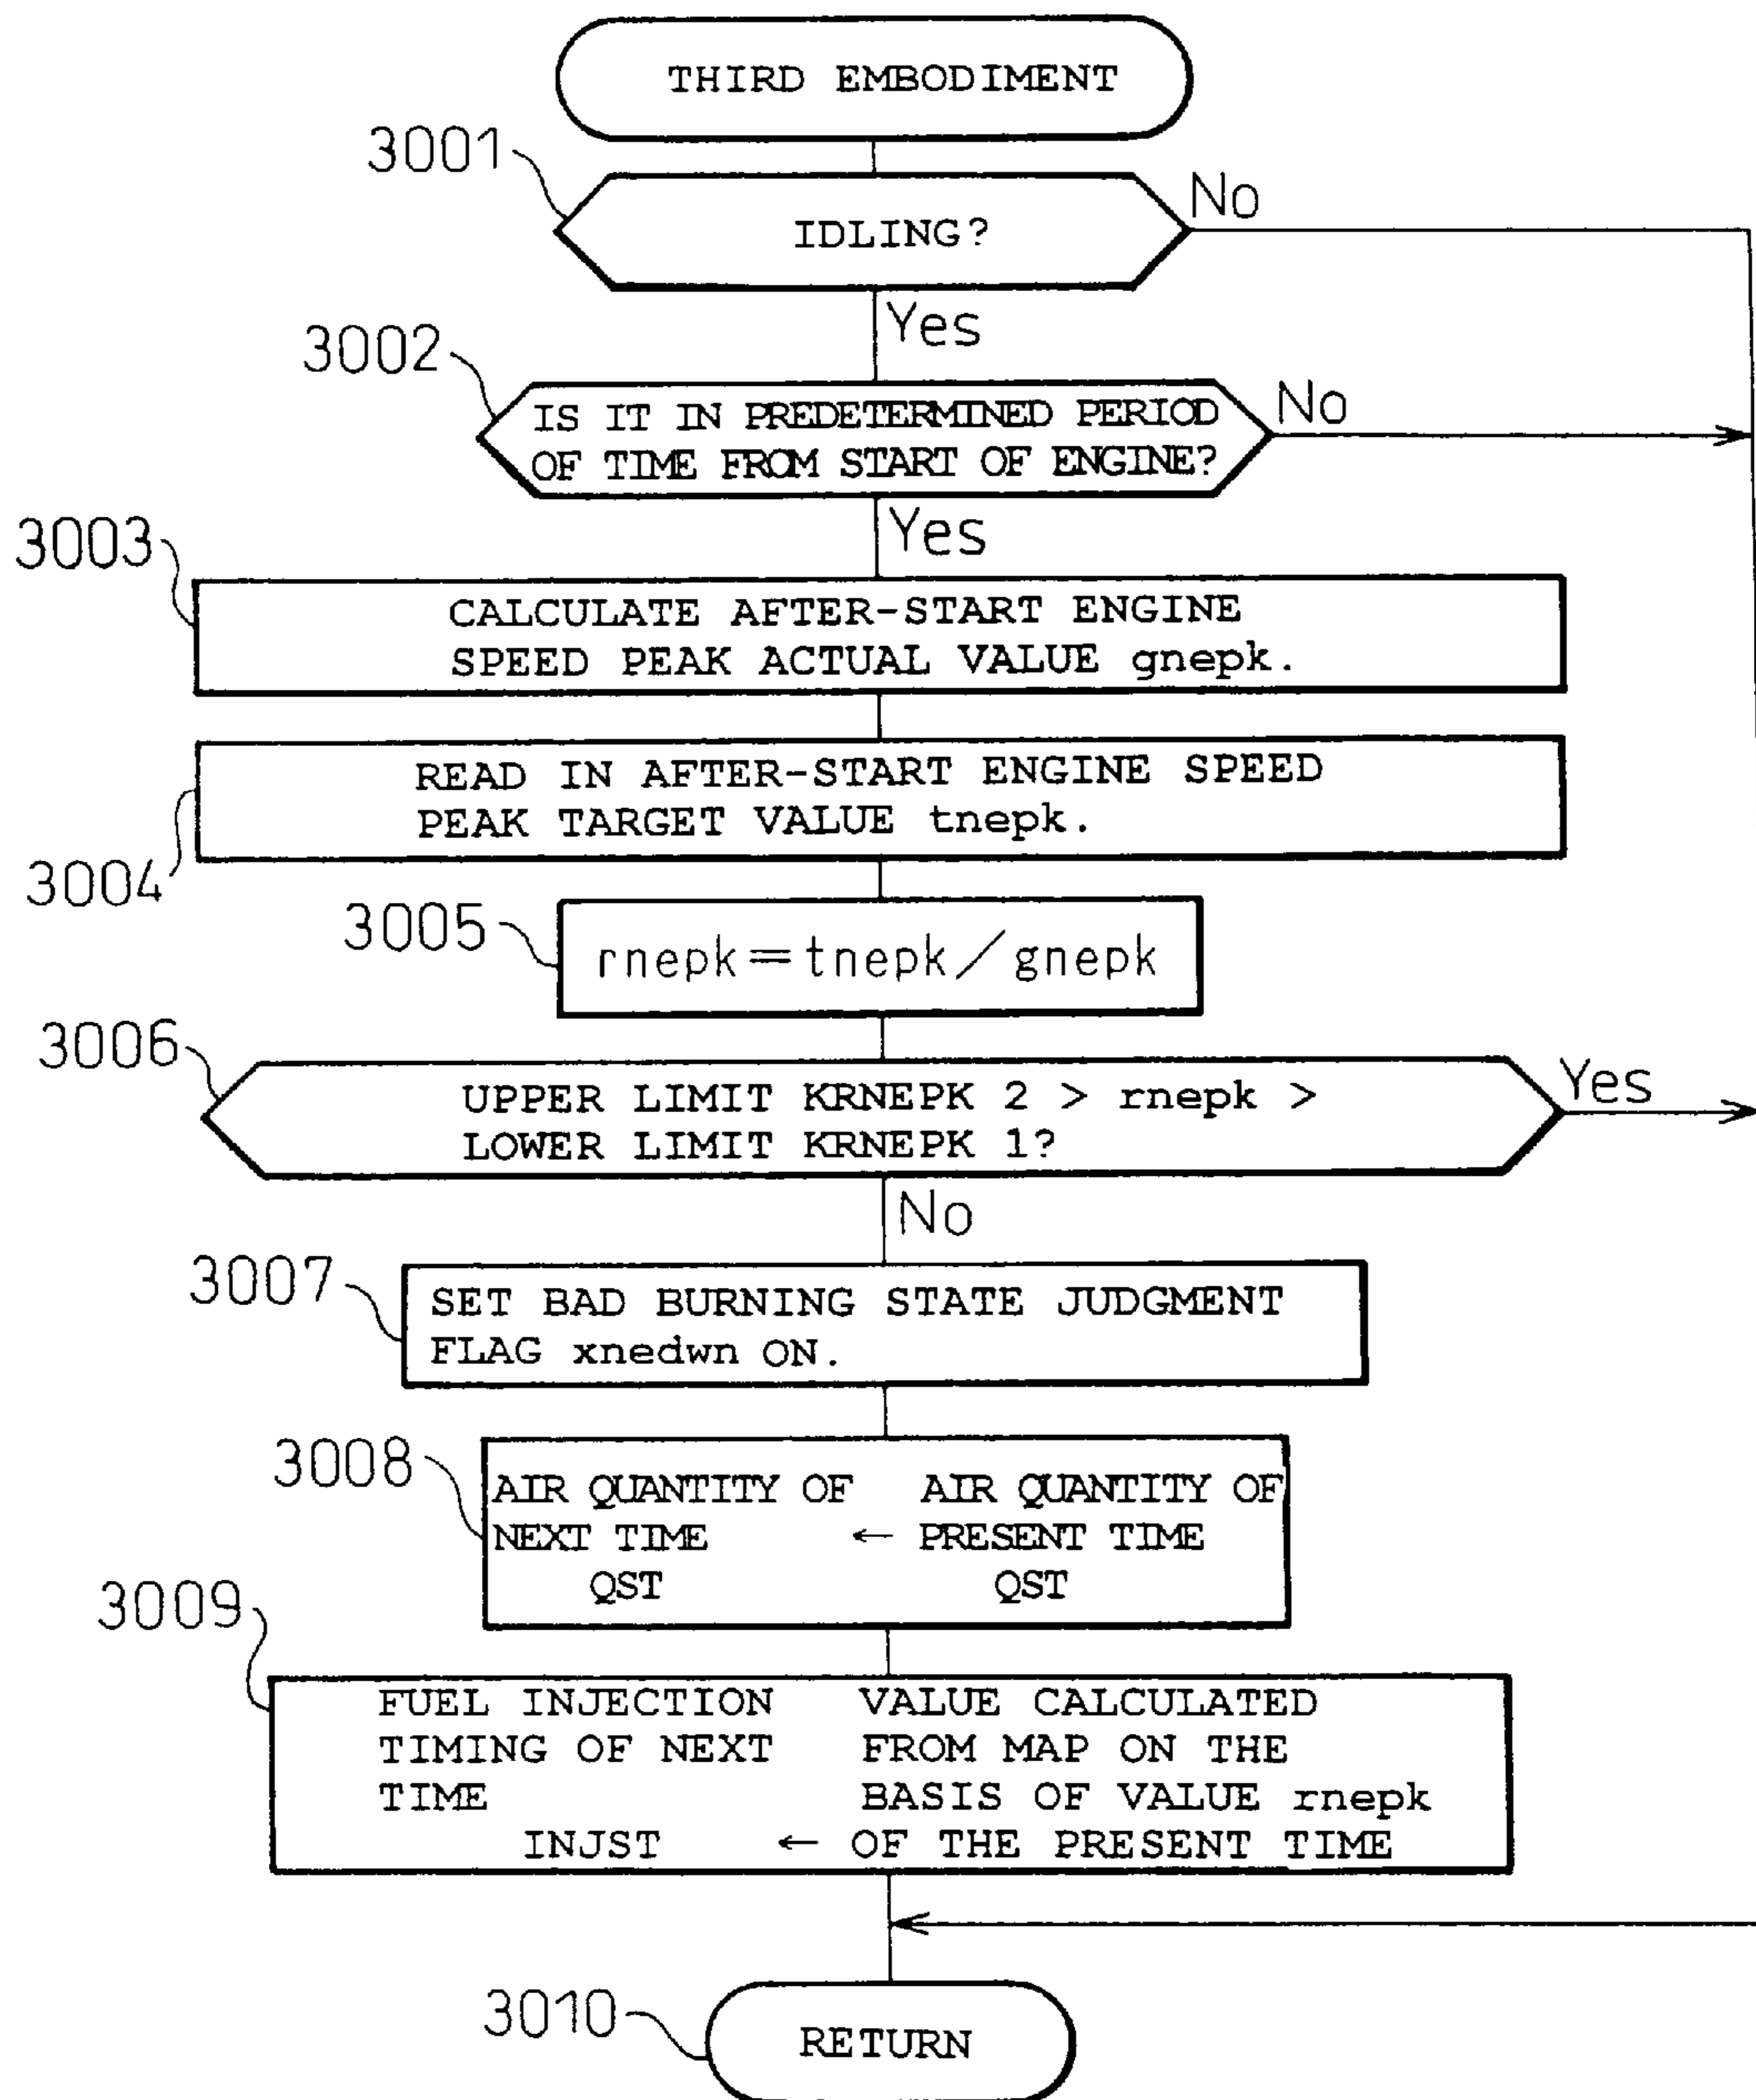 THIRD EMBODIMENT
3001
IDLING?
No
Yes
3002
IS IT IN PREDETERMINED PERIOD
OF TIME FROM START OF ENGINE?
No
Yes
3003
CALCULATE AFTER-START ENGINE
SPEED PEAK ACTUAL VALUE gnepk.
3004
READ IN AFTER-START ENGINE SPEED
PEAK TARGET VALUE tnepk.
3005
rnepk=tnepk/gnepk
3006
UPPER LIMIT KRNEPK 2 > rnepk >
LOWER LIMIT KRNEPK 1?
Yes
No
3007
SET BAD BURNING STATE JUDGMENT
FLAG xnedwn ON.
3008
AIR QUANTITY OF AIR QUANTITY OF
NEXT TIME ← PRESENT TIME
QST QST
3009
FUEL INJECTION VALUE CALCULATED
TIMING OF NEXT FROM MAP ON THE
TIME BASIS OF VALUE rnepk
INJST ← OF THE PRESENT TIME
3010
RETURN